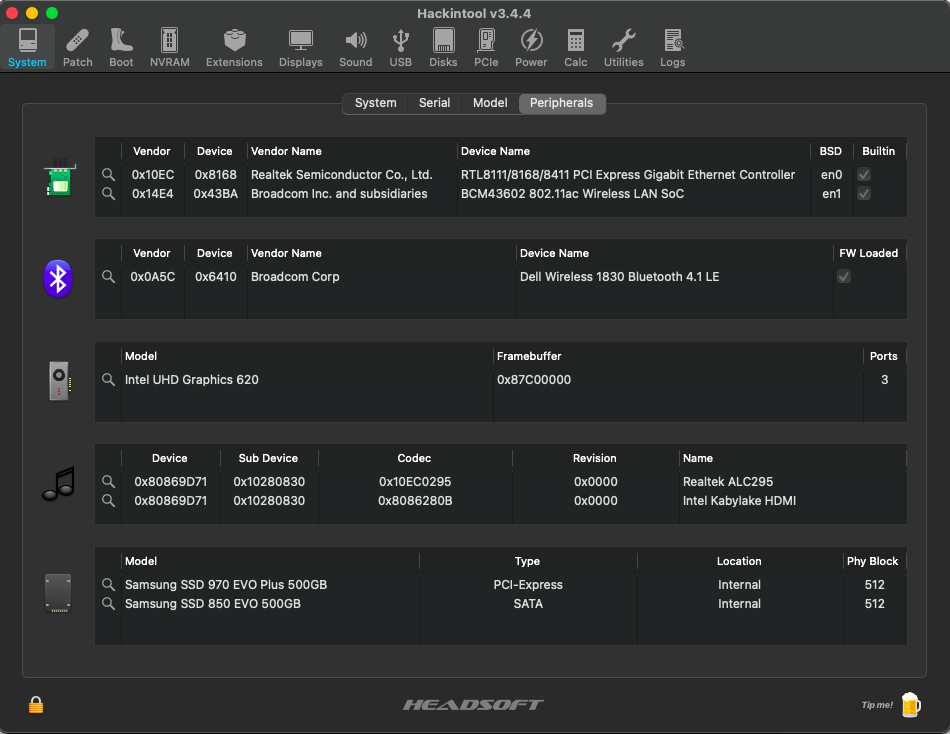 Hackintool v3.4.4
System Patch Boot NVRAM Extensions Displays Sound USB Disks PCIe Power Calc Utilities Logs
System Serial Model Peripherals
Vendor Device Vendor Name Device Name BSD Builtin
0x10EC 0x8168 Realtek Semiconductor Co., Ltd. RTL8111/8168/8411 PCI Express Gigabit Ethernet Controller en0
0x14E4 0x43BA Broadcom Inc. and subsidiaries BCM43602 802.11ac Wireless LAN SoC en1
Vendor Device Vendor Name Device Name FW Loaded
0x0A5C 0x6410 Broadcom Corp Dell Wireless 1830 Bluetooth 4.1 LE
Model Framebuffer Ports
Intel UHD Graphics 620 0x87C00000 3
Device Sub Device Codec Revision Name
0x80869D71 0x10280830 0x10EC0295 0x0000 Realtek ALC295
0x80869D71 0x10280830 0x8086280B 0x0000 Intel Kabylake HDMI
Model Type Location Phy Block
Samsung SSD 970 EVO Plus 500GB PCI-Express Internal 512
Samsung SSD 850 EVO 500GB SATA Internal 512
HEADSOFT Tip me!